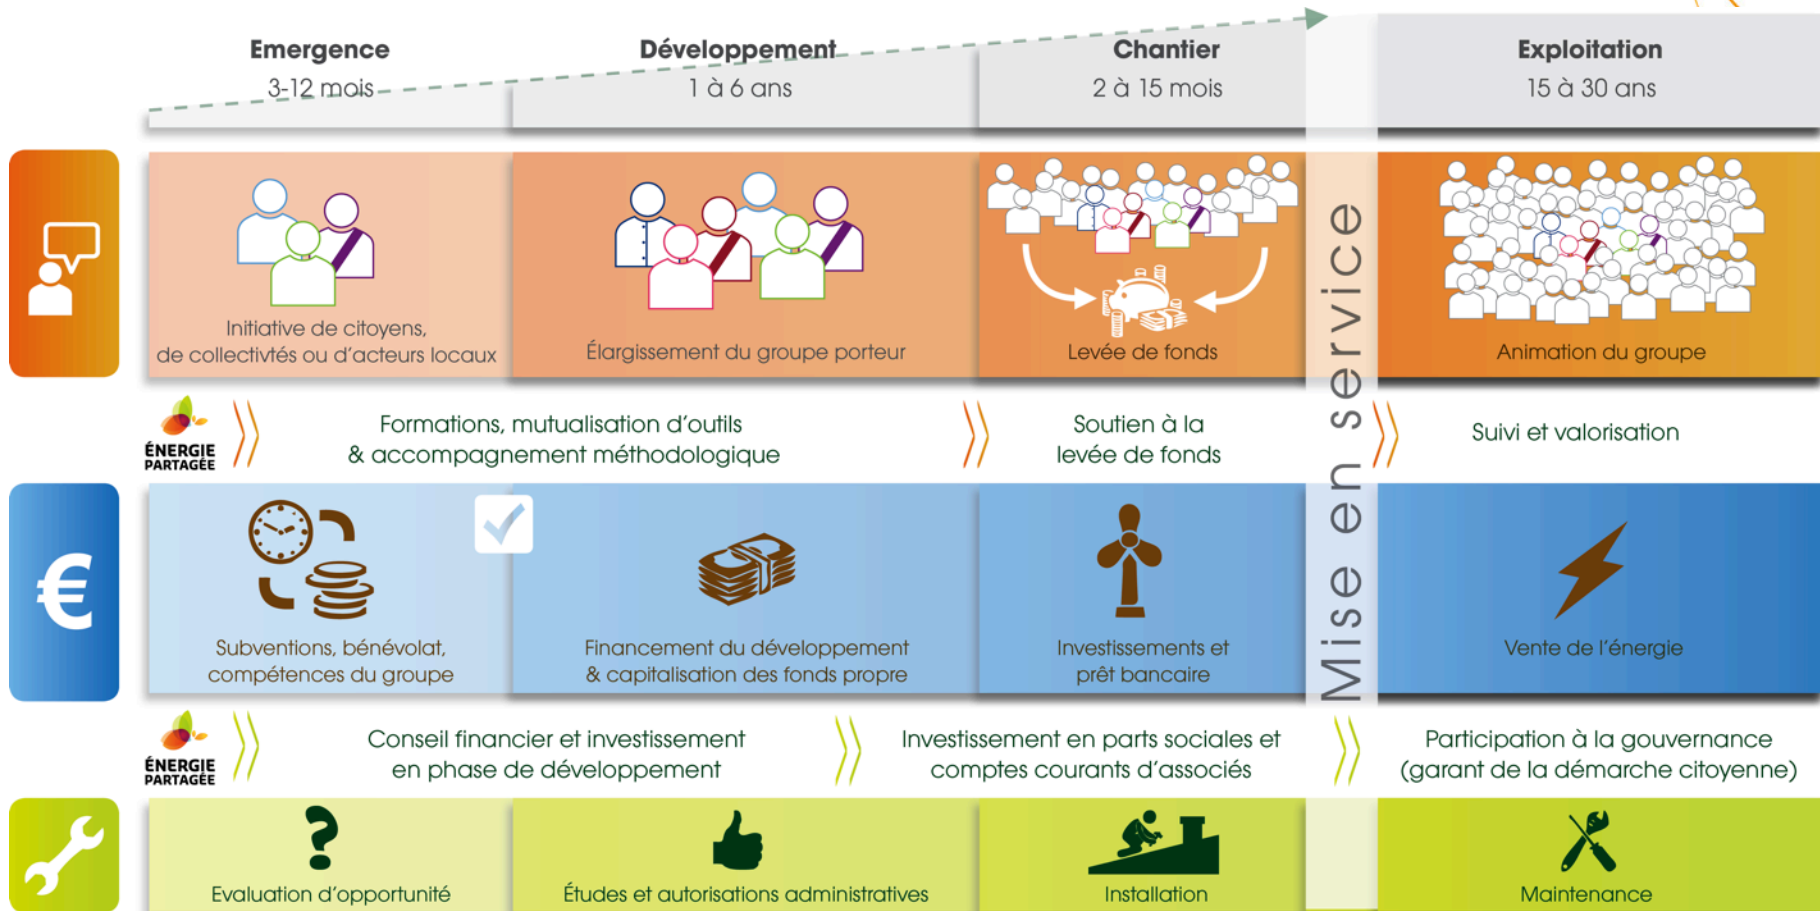 Emergence
3-12 mois
Développement
1 à 6 ans
Chantier
2 à 15 mois
Exploitation
15 à 30 ans
Initiative de citoyens,
de collectivtés ou d'acteurs locaux
Élargissement du groupe porteur
Levée de fonds
Animation du groupe
Mise en service
ÉNERGIE
PARTAGÉE
Formations, mutualisation d'outils
& accompagnement méthodologique
Soutien à la
levée de fonds
Suivi et valorisation
€
Subventions, bénévolat,
compétences du groupe
Financement du développement
& capitalisation des fonds propre
Investissements et
prêt bancaire
Vente de l'énergie
ÉNERGIE
PARTAGÉE
Conseil financier et investissement
en phase de développement
Investissement en parts sociales et
comptes courants d'associés
Participation à la gouvernance
(garant de la démarche citoyenne)
?
Evaluation d'opportunité
Études et autorisations administratives
Installation
Maintenance